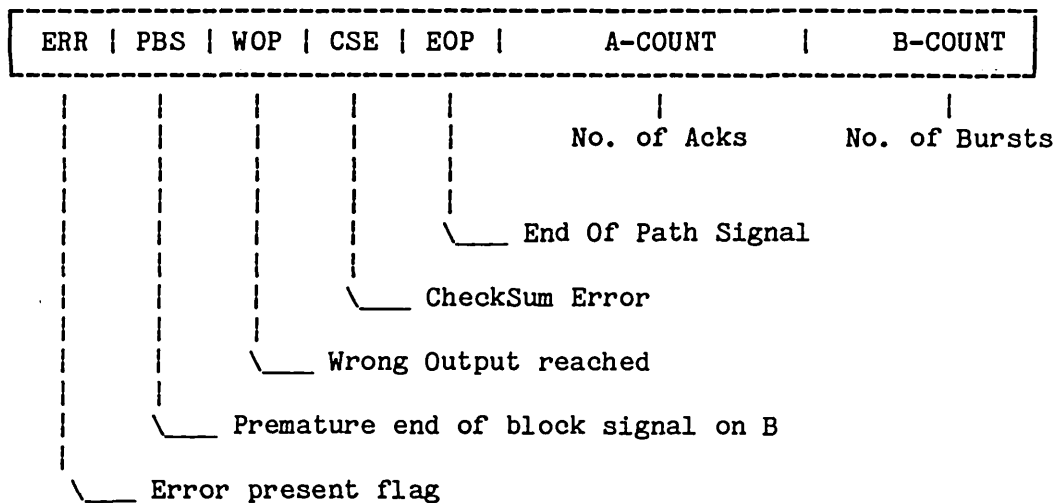 ERR | PBS | WOP | CSE | EOP | A-COUNT | B-COUNT
No. of Acks No. of Bursts
End Of Path Signal
CheckSum Error
Wrong Output reached
Premature end of block signal on B
Error present flag